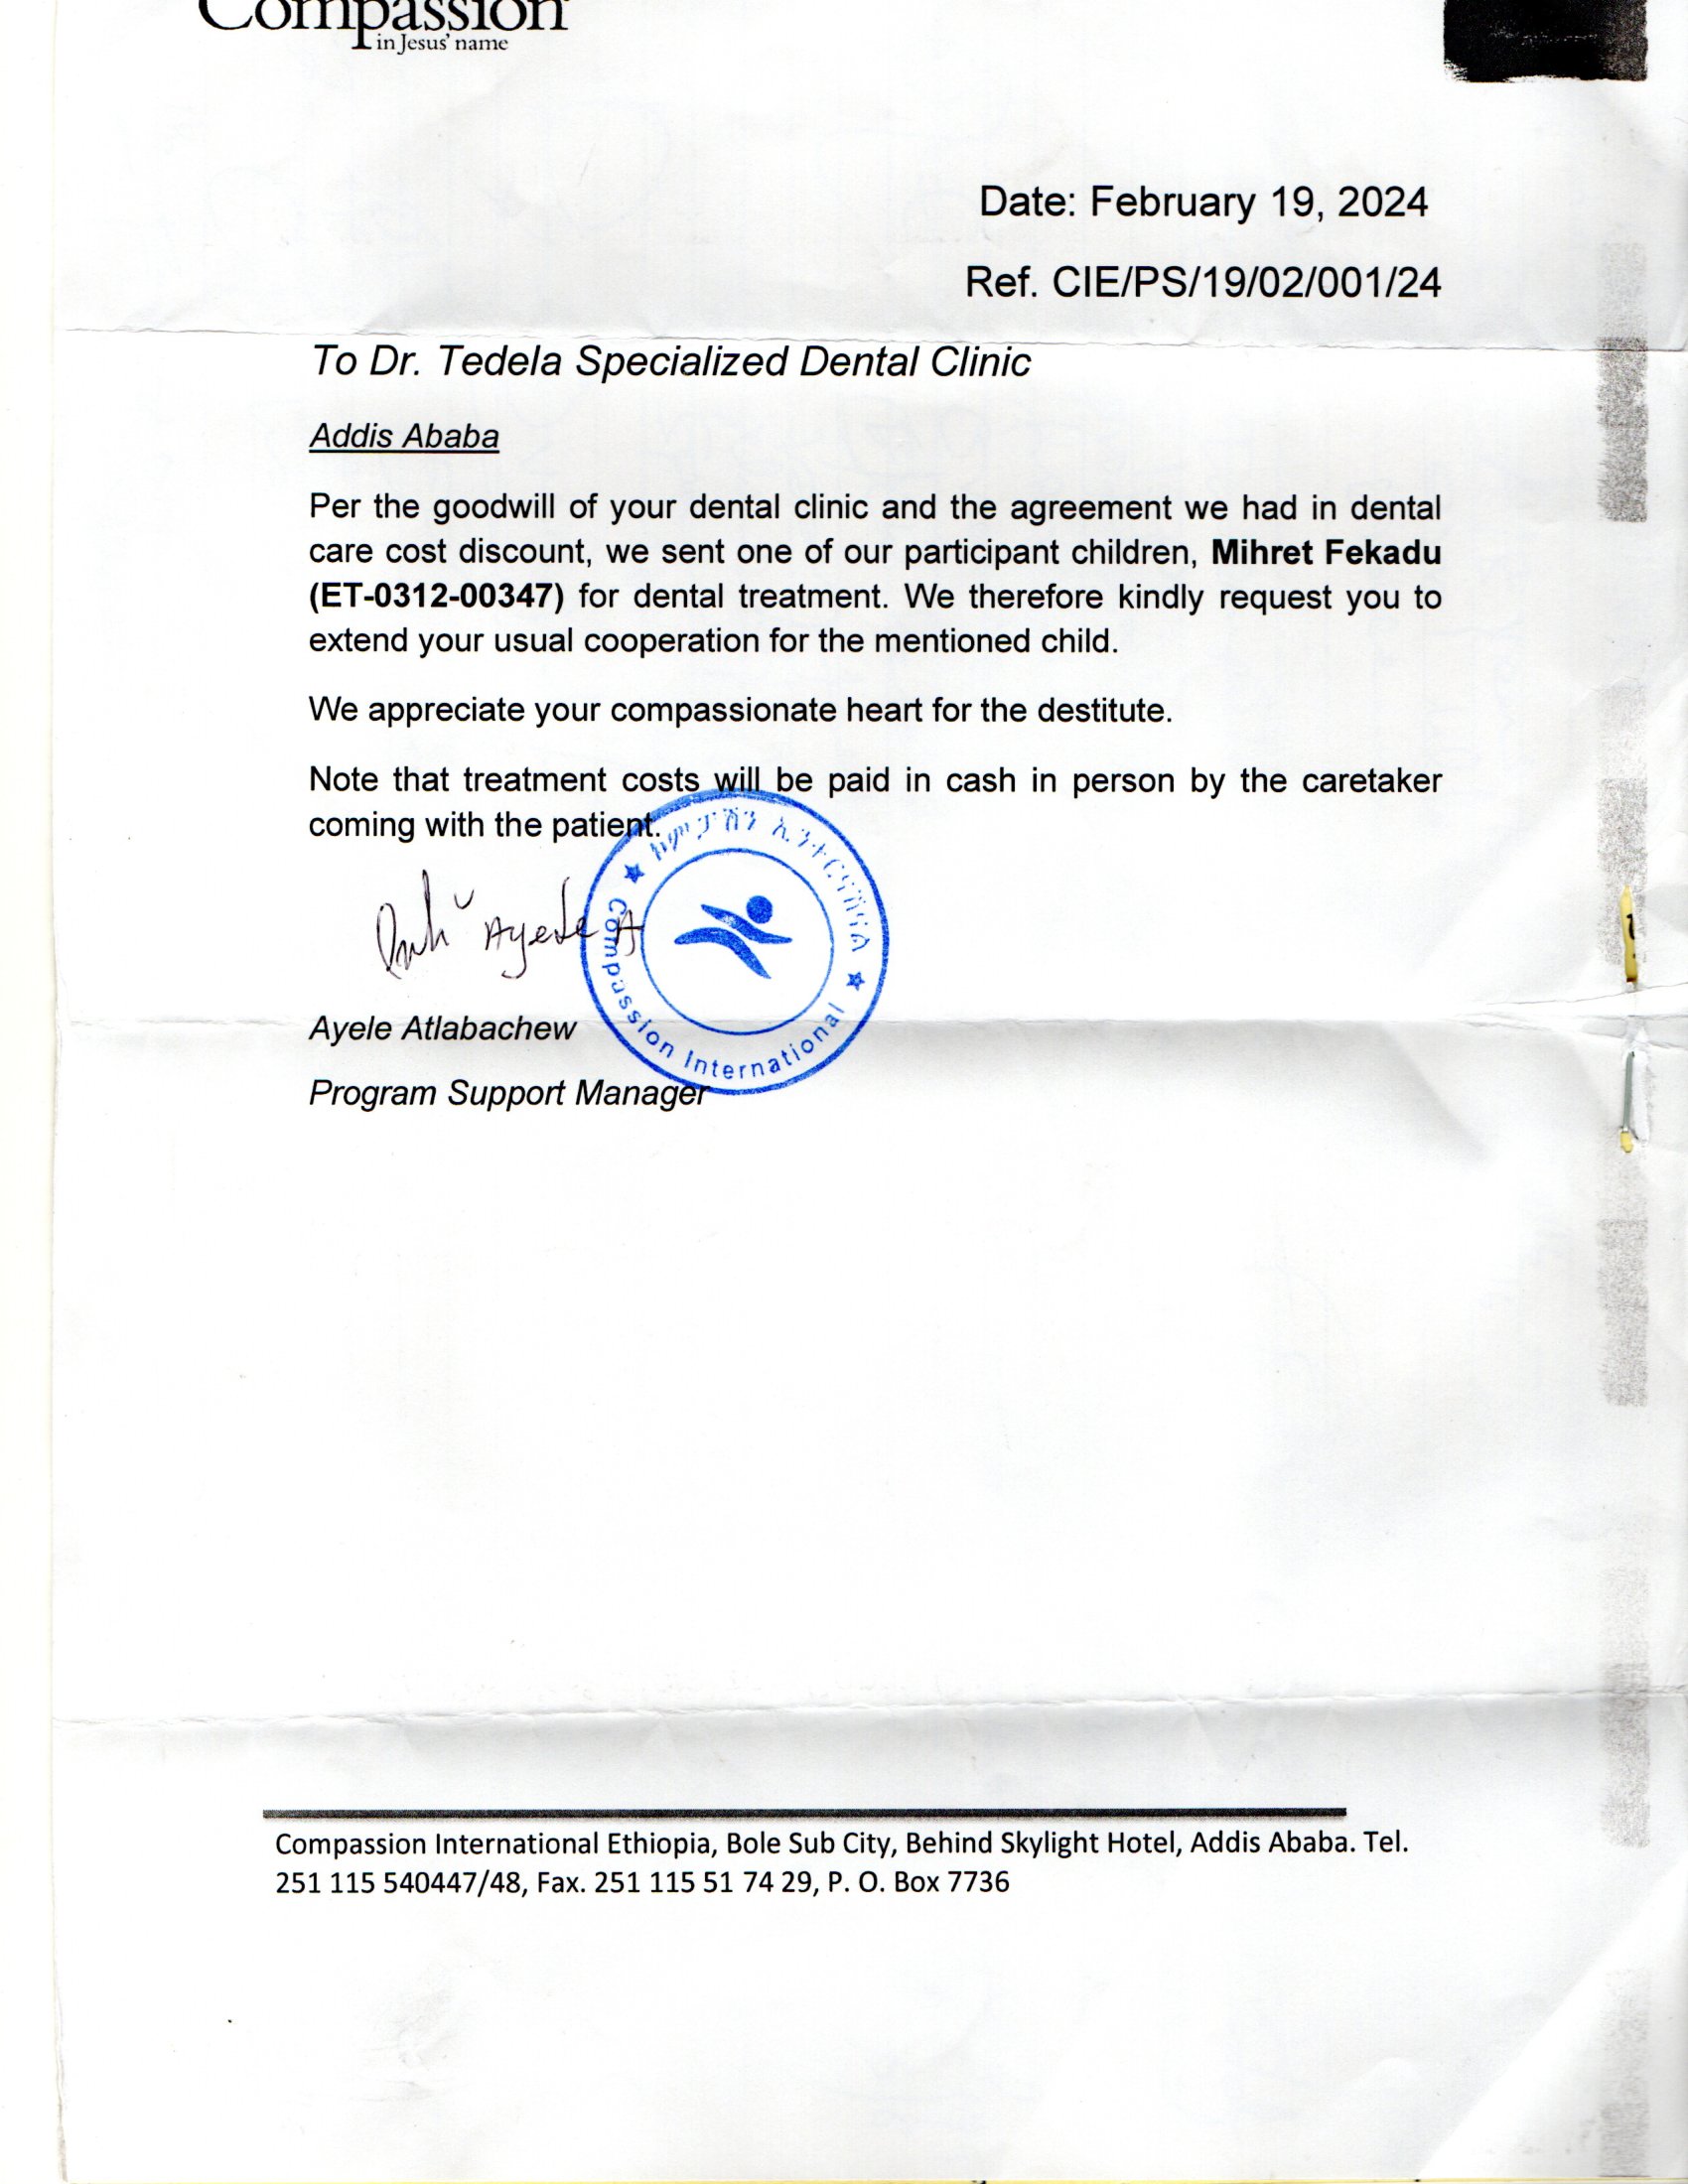 Compassion
in Jesus' name
Date: February 19, 2024
Ref. CIE/PS/19/02/001/24
To Dr. Tedela Specialized Dental Clinic
Addis Ababa
Per the goodwill of your dental clinic and the agreement we had in dental
care cost discount, we sent one of our participant children, Mihret Fekadu
(ET-0312-00347) for dental treatment. We therefore kindly request you to
extend your usual cooperation for the mentioned child.
We appreciate your compassionate heart for the destitute.
Note that treatment costs will be paid in cash in person by the caretaker
coming with the patient.
ኮምፓሽን ኢንተርናሽናል
Compassion International
Ayele A
Ayele Atlabachew
Program Support Manager
Compassion International Ethiopia, Bole Sub City, Behind Skylight Hotel, Addis Ababa. Tel.
251 115 540447/48, Fax. 251 115 51 74 29, P. O. Box 7736